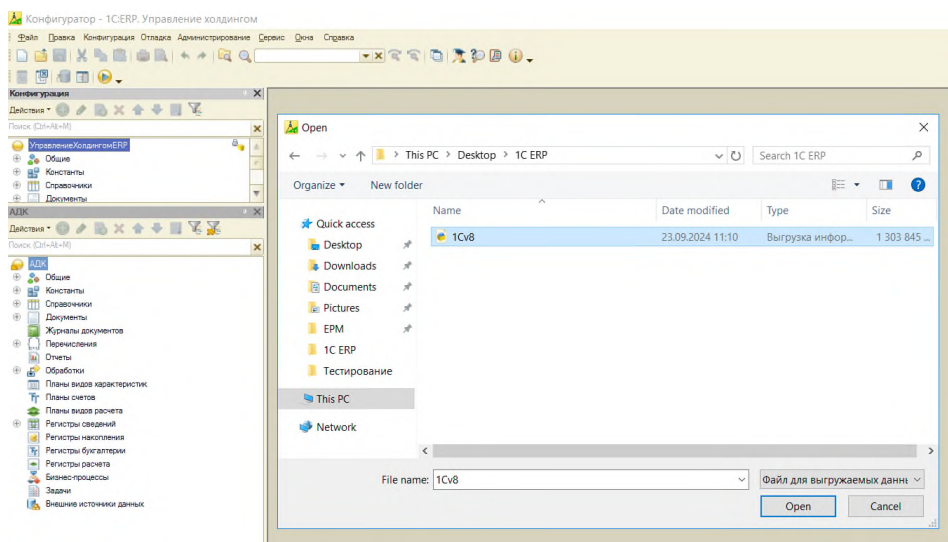 Конфигуратор - 1С:ERP. Управление холдингом
Файл Правка Конфигурация Отладка Администрирование Сервис Окна Справка
Конфигурация
Действия
Поиск (Ctrl+Alt+M)
УправлениеХолдингомERP
Общие
Константы
Справочники
Документы
АДК
Действия
Поиск (Ctrl+Alt+M)
АДК
Общие
Константы
Справочники
Документы
Журналы документов
Перечисления
Отчеты
Обработки
Планы видов характеристик
Планы счетов
Планы видов расчета
Регистры сведений
Регистры накопления
Регистры бухгалтерии
Регистры расчета
Бизнес-процессы
Задачи
Внешние источники данных
Open
This PC > Desktop > 1C ERP
Search 1C ERP
Organize New folder
Name Date modified Type Size
1Cv8 23.09.2024 11:10 Выгрузка инфор... 1 303 845 ...
Quick access
Desktop
Downloads
Documents
Pictures
EPM
1C ERP
Тестирование
This PC
Network
File name: 1Cv8 Файл для выгружаемых данны
Open Cancel